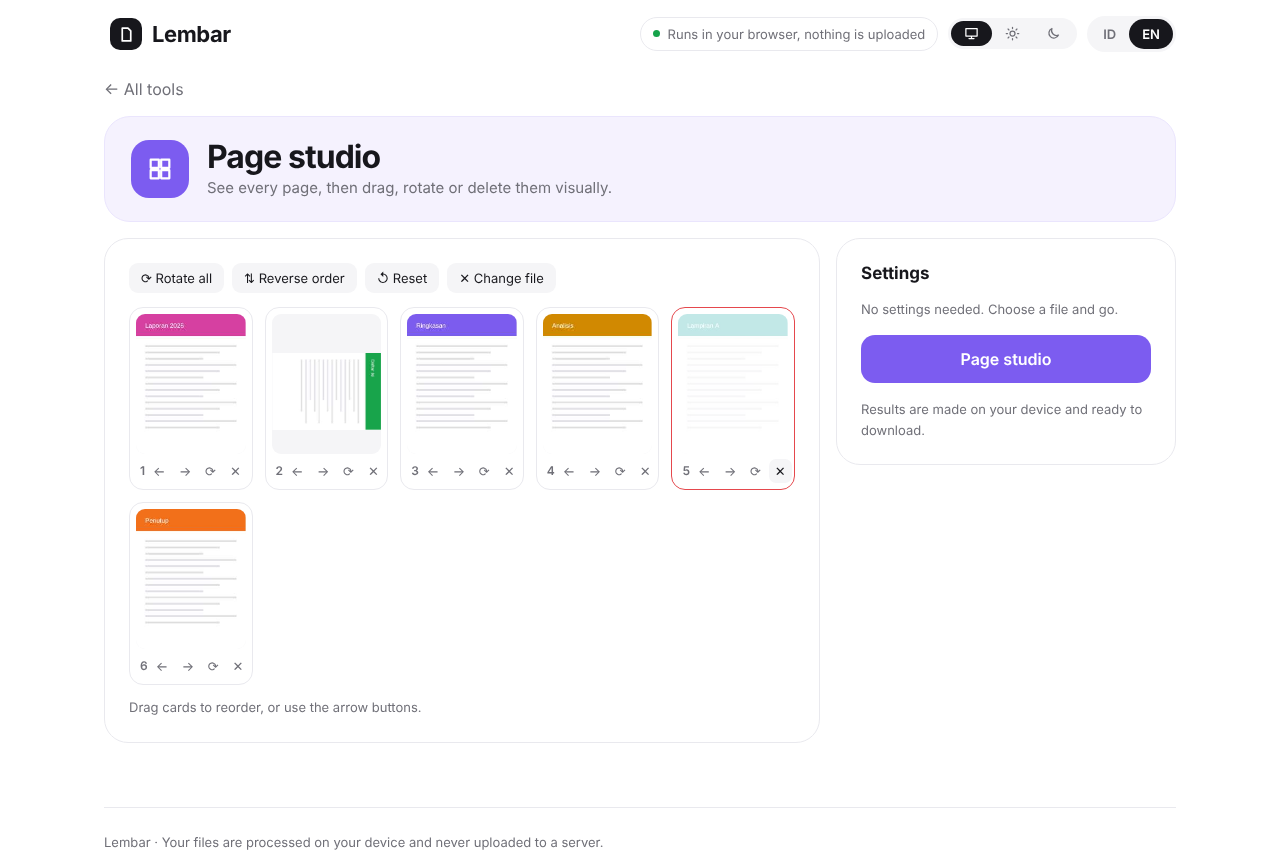 Lembar
Runs in your browser, nothing is uploaded
ID
EN
← All tools
Page studio
See every page, then drag, rotate or delete them visually.
⟳ Rotate all
⇅ Reverse order
↺ Reset
✕ Change file
Laporan 2025
Ringkasan
Analisis
Lampiran A
1 ← → ⟳ ✕
2 ← → ⟳ ✕
3 ← → ⟳ ✕
4 ← → ⟳ ✕
5 ← → ⟳ ✕
Penutup
6 ← → ⟳ ✕
Drag cards to reorder, or use the arrow buttons.
Settings
No settings needed. Choose a file and go.
Page studio
Results are made on your device and ready to
download.
Lembar · Your files are processed on your device and never uploaded to a server.